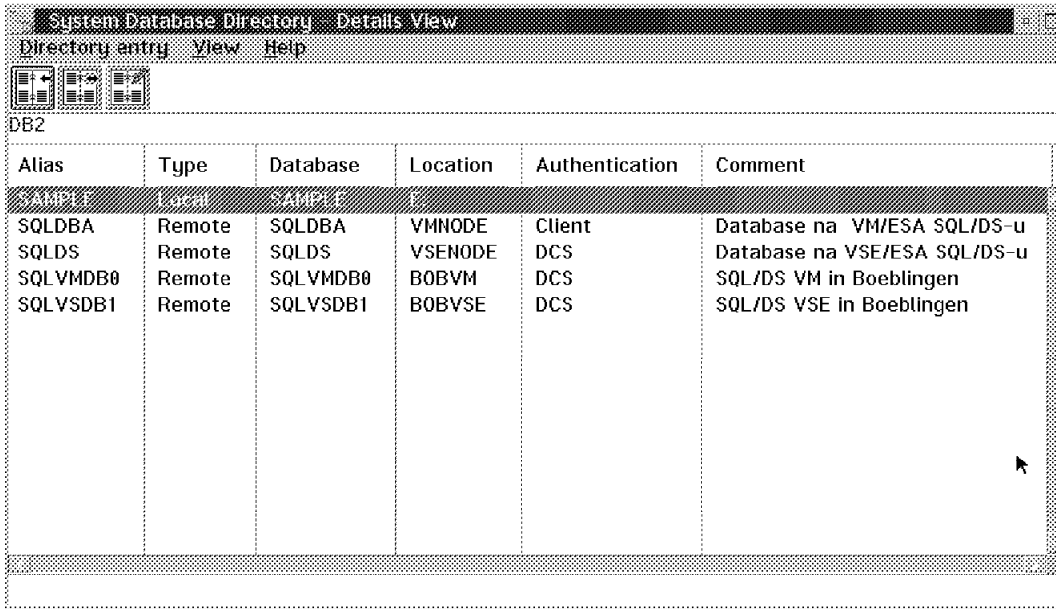 System Database Directory - Details View
Directory entry View Help
DB2
Alias Type Database Location Authentication Comment
SAMPLE Local SAMPLE F:
SQLDBA Remote SQLDBA VMNODE Client Database na VM/ESA SQL/DS-u
SQLDS Remote SQLDS VSENODE DCS Database na VSE/ESA SQL/DS-u
SQLVMDB0 Remote SQLVMDB0 BOBVM DCS SQL/DS VM in Boeblingen
SQLVSDB1 Remote SQLVSDB1 BOBVSE DCS SQL/DS VSE in Boeblingen